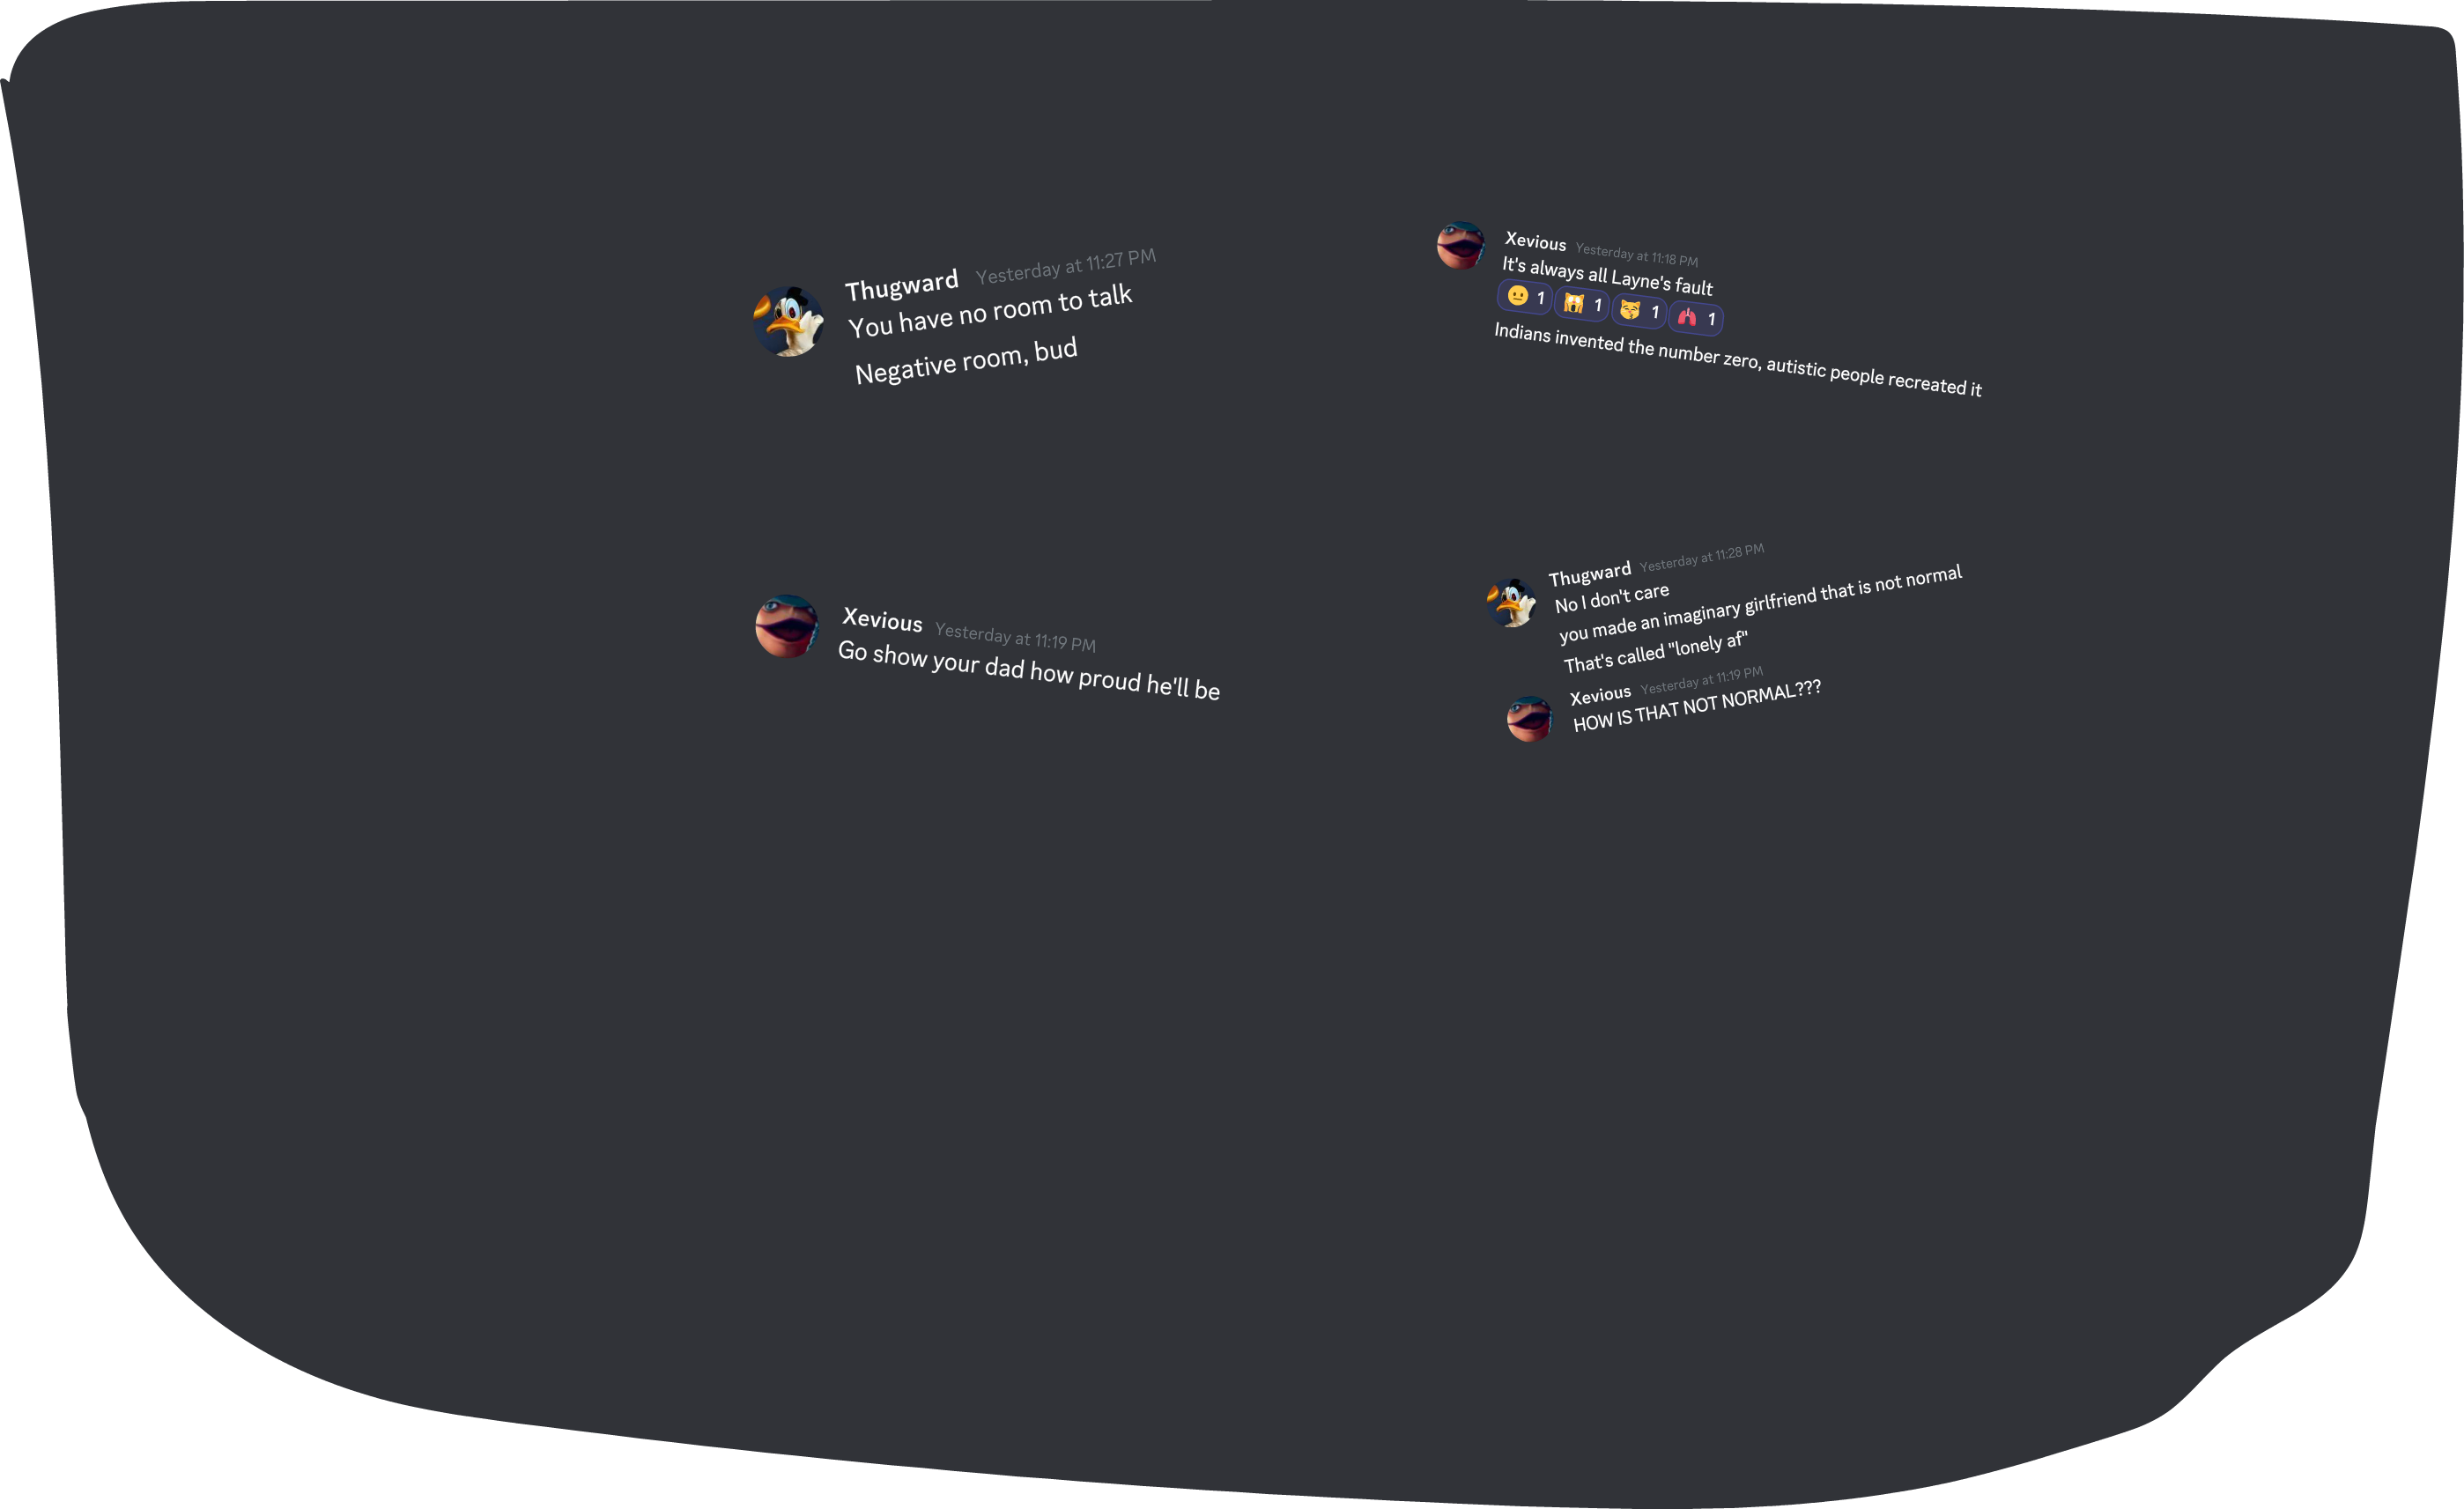 Thugward Yesterday at 11:27 PM
You have no room to talk
Negative room, bud
Xevious Yesterday at 11:18 PM
It's always all Layne's fault
😐 1 🙀 1 😽 1 🫁 1
Indians invented the number zero, autistic people recreated it
Xevious Yesterday at 11:19 PM
Go show your dad how proud he'll be
Thugward Yesterday at 11:28 PM
No I don't care
you made an imaginary girlfriend that is not normal
That's called "lonely af"
Xevious Yesterday at 11:19 PM
HOW IS THAT NOT NORMAL???